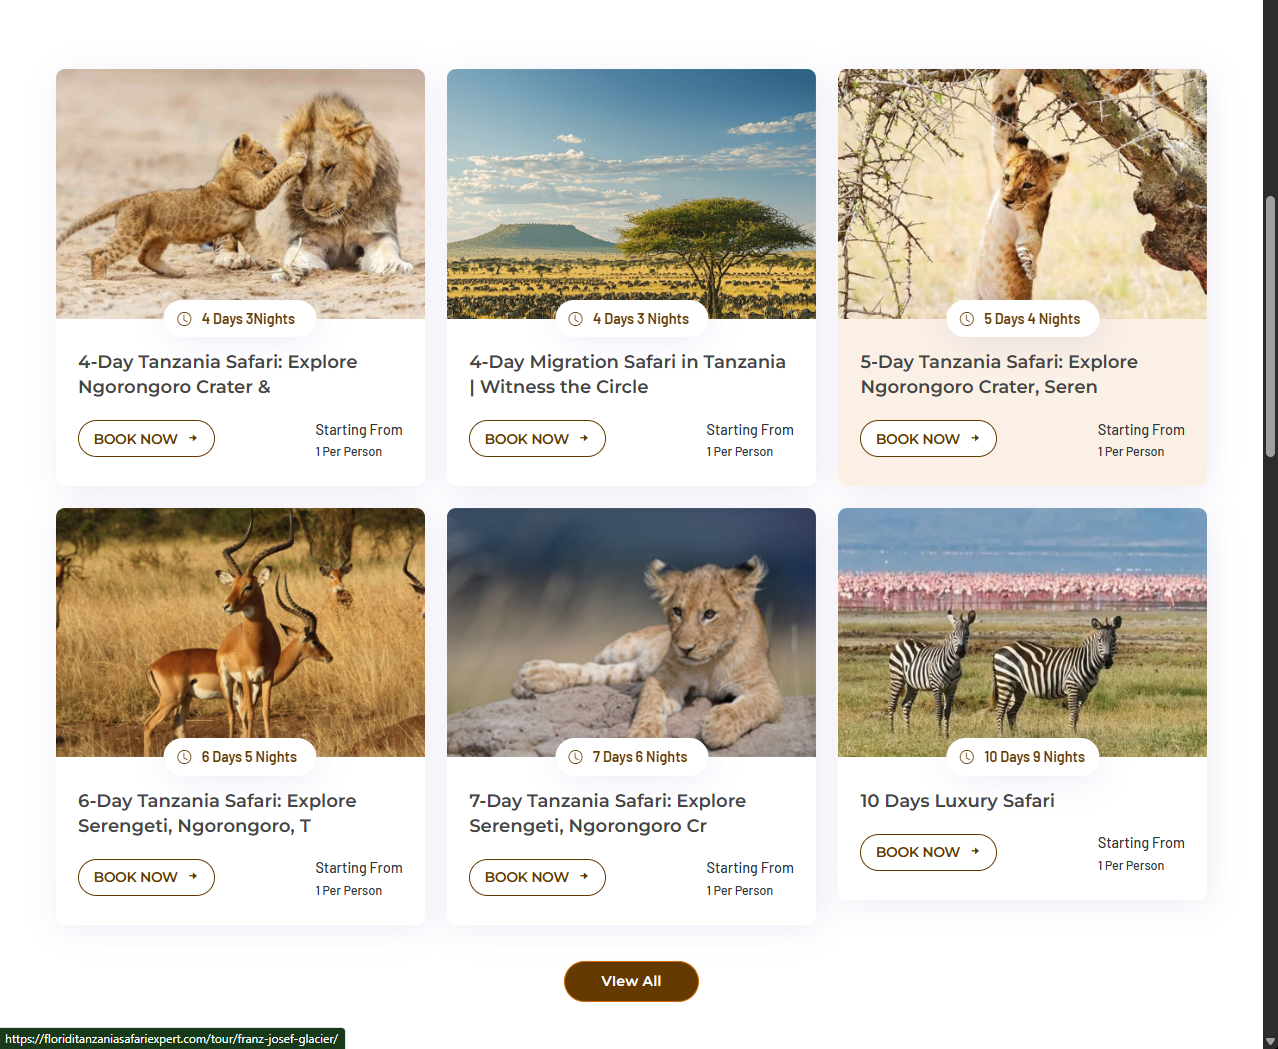 4 Days 3Nights
4 Days 3 Nights
5 Days 4 Nights
4-Day Tanzania Safari: Explore
Ngorongoro Crater &
BOOK NOW
Starting From
1 Per Person
4-Day Migration Safari in Tanzania
| Witness the Circle
BOOK NOW
Starting From
1 Per Person
5-Day Tanzania Safari: Explore
Ngorongoro Crater, Seren
BOOK NOW
Starting From
1 Per Person
6 Days 5 Nights
7 Days 6 Nights
10 Days 9 Nights
6-Day Tanzania Safari: Explore
Serengeti, Ngorongoro, T
BOOK NOW
Starting From
1 Per Person
7-Day Tanzania Safari: Explore
Serengeti, Ngorongoro Cr
BOOK NOW
Starting From
1 Per Person
10 Days Luxury Safari
BOOK NOW
Starting From
1 Per Person
VIew All
https://floriditanzaniasafariexpert.com/tour/franz-josef-glacier/